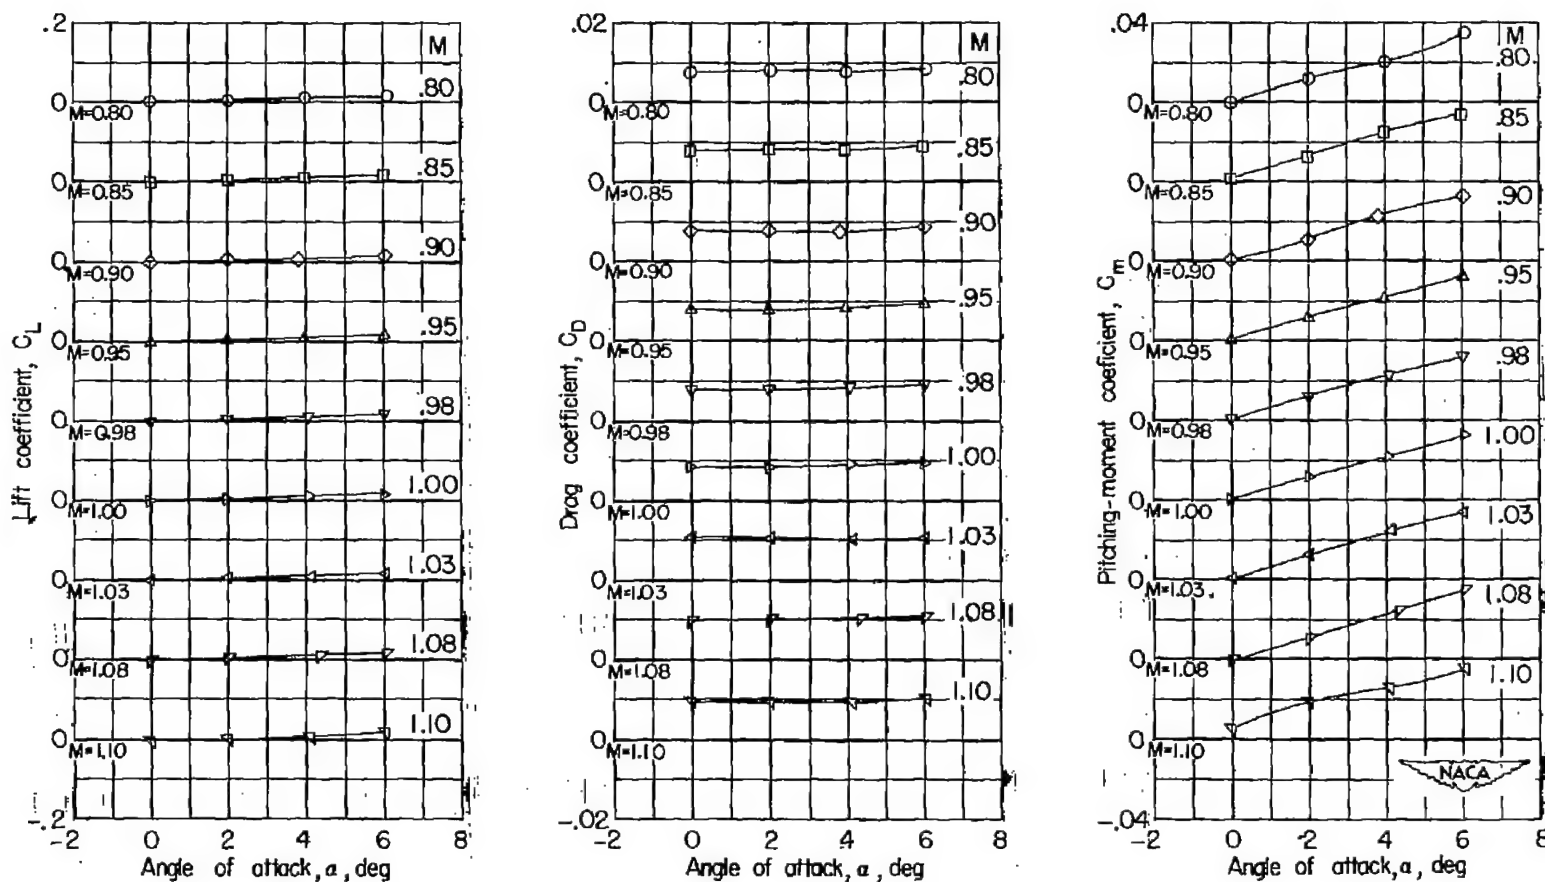 .2
M
.80
0
M=0.80
.85
0
M=0.85
.90
0
M=0.90
.95
0
M=0.95
.98
0
M=0.98
1.00
0
M=1.00
1.03
0
M=1.03
1.08
0
M=1.08
1.10
0
M=1.10
-.2
-2 0 2 4 6 8
Lift coefficient, CL
Angle of attack, α, deg
.02
M
.80
0
M=0.80
.85
0
M=0.85
.90
0
M=0.90
.95
0
M=0.95
.98
0
M=0.98
1.00
0
M=1.00
1.03
0
M=1.03
1.08
0
M=1.08
1.10
0
M=1.10
-.02
-2 0 2 4 6 8
Drag coefficient, CD
Angle of attack, α, deg
.04
M
.80
0
M=0.80
.85
0
M=0.85
.90
0
M=0.90
.95
0
M=0.95
.98
0
M=0.98
1.00
0
M=1.00
1.03
0
M=1.03
1.08
0
M=1.08
1.10
0
M=1.10
NACA
-.04
-2 0 2 4 6 8
Pitching-moment coeficient, Cm
Angle of attack, α, deg